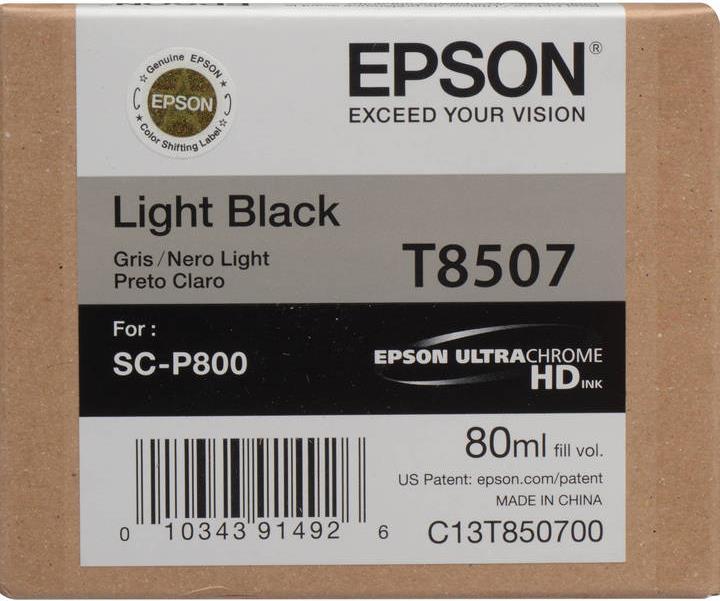 Genuine EPSON
EPSON
Color Shifting Label
EPSON®
EXCEED YOUR VISION
Light Black
Gris / Nero Light
Preto Claro
T8507
For :
SC-P800
EPSON ULTRACHROME
HD INK
80ml fill vol.
US Patent: epson.com/patent
MADE IN CHINA
0 10343 91492 6
C13T850700